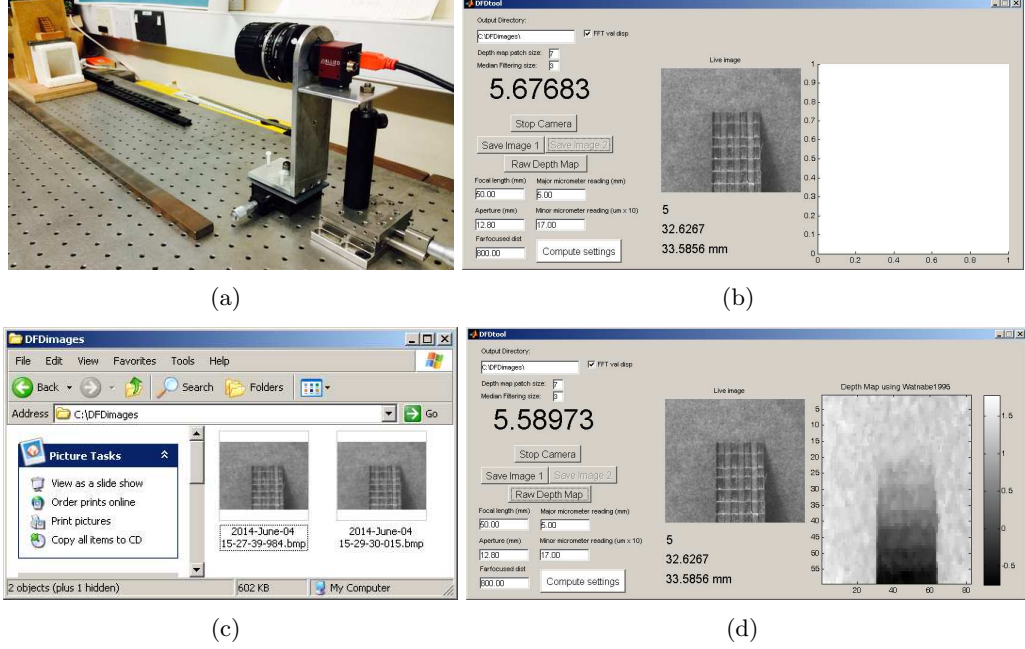 ALLIED
(a)
DFDtool
Output Directory:
C:\DFDimages\
FFT val disp
Depth map patch size: 7
Median Filtering size: 3
5.67683
Stop Camera
Save Image 1 Save Image 2
Raw Depth Map
Focal length (mm) Major micrometer reading (mm)
50.00 5.00
Aperture (mm) Minor micrometer reading (um x 10)
12.80 17.00
Farfocused dist
800.00 Compute settings
Live image
5
32.6267
33.5856 mm
1
0.9
0.8
0.7
0.6
0.5
0.4
0.3
0.2
0.1
0
0 0.2 0.4 0.6 0.8 1
(b)
DFDimages
File Edit View Favorites Tools Help
Back Search Folders
Address C:\DFDimages Go
Picture Tasks
View as a slide show
Order prints online
Print pictures
Copy all items to CD
2014-June-04
15-27-39-984.bmp
2014-June-04
15-29-30-015.bmp
2 objects (plus 1 hidden) 602 KB My Computer
(c)
DFDtool
Output Directory:
C:\DFDimages\
FFT val disp
Depth map patch size: 7
Median Filtering size: 3
5.58973
Stop Camera
Save Image 1 Save Image 2
Raw Depth Map
Focal length (mm) Major micrometer reading (mm)
50.00 5.00
Aperture (mm) Minor micrometer reading (um x 10)
12.80 17.00
Farfocused dist
800.00 Compute settings
Live image
5
32.6267
33.5856 mm
Depth Map using Watnabe1995
5
10
15
20
25
30
35
40
45
50
55
20 40 60 80
1.5
1
0.5
0
-0.5
(d)